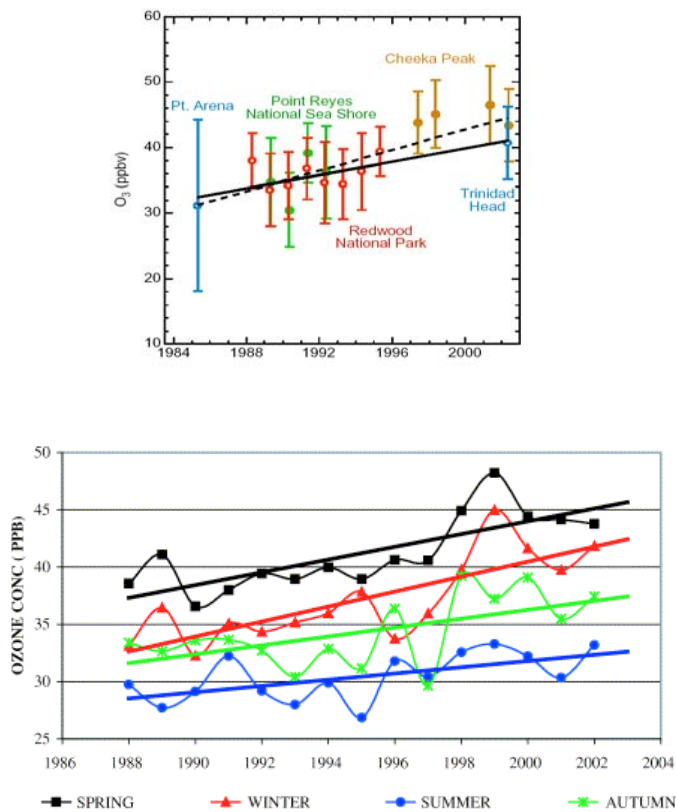 60
50
40
30
20
10
O3 (ppbv)
Cheeka Peak
Pt. Arena
Point Reyes
National Sea Shore
Trinidad
Head
Redwood
National Park
1984 1988 1992 1996 2000
50
45
40
35
30
25
OZONE CONC ( PPB)
1986 1988 1990 1992 1994 1996 1998 2000 2002 2004
SPRING WINTER SUMMER AUTUMN